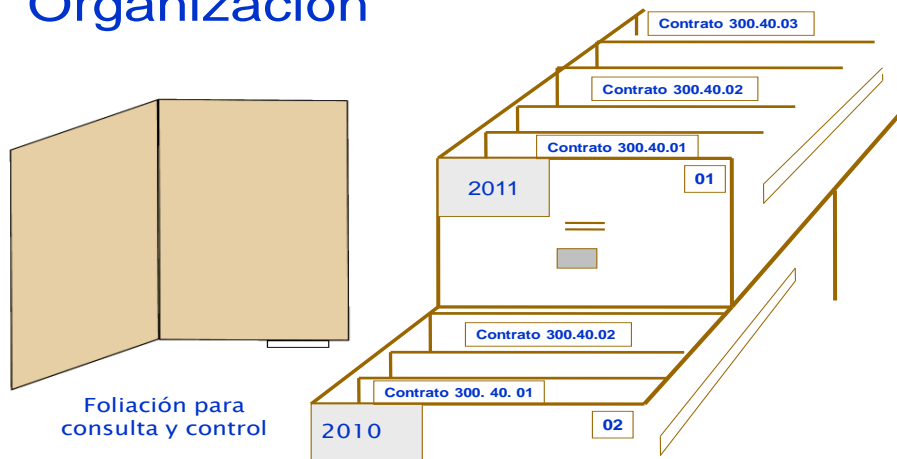 Organización
Contrato 300.40.03
Contrato 300.40.02
Contrato 300.40.01
2011
01
Contrato 300.40.02
Contrato 300. 40. 01
Foliación para
consulta y control
2010
02